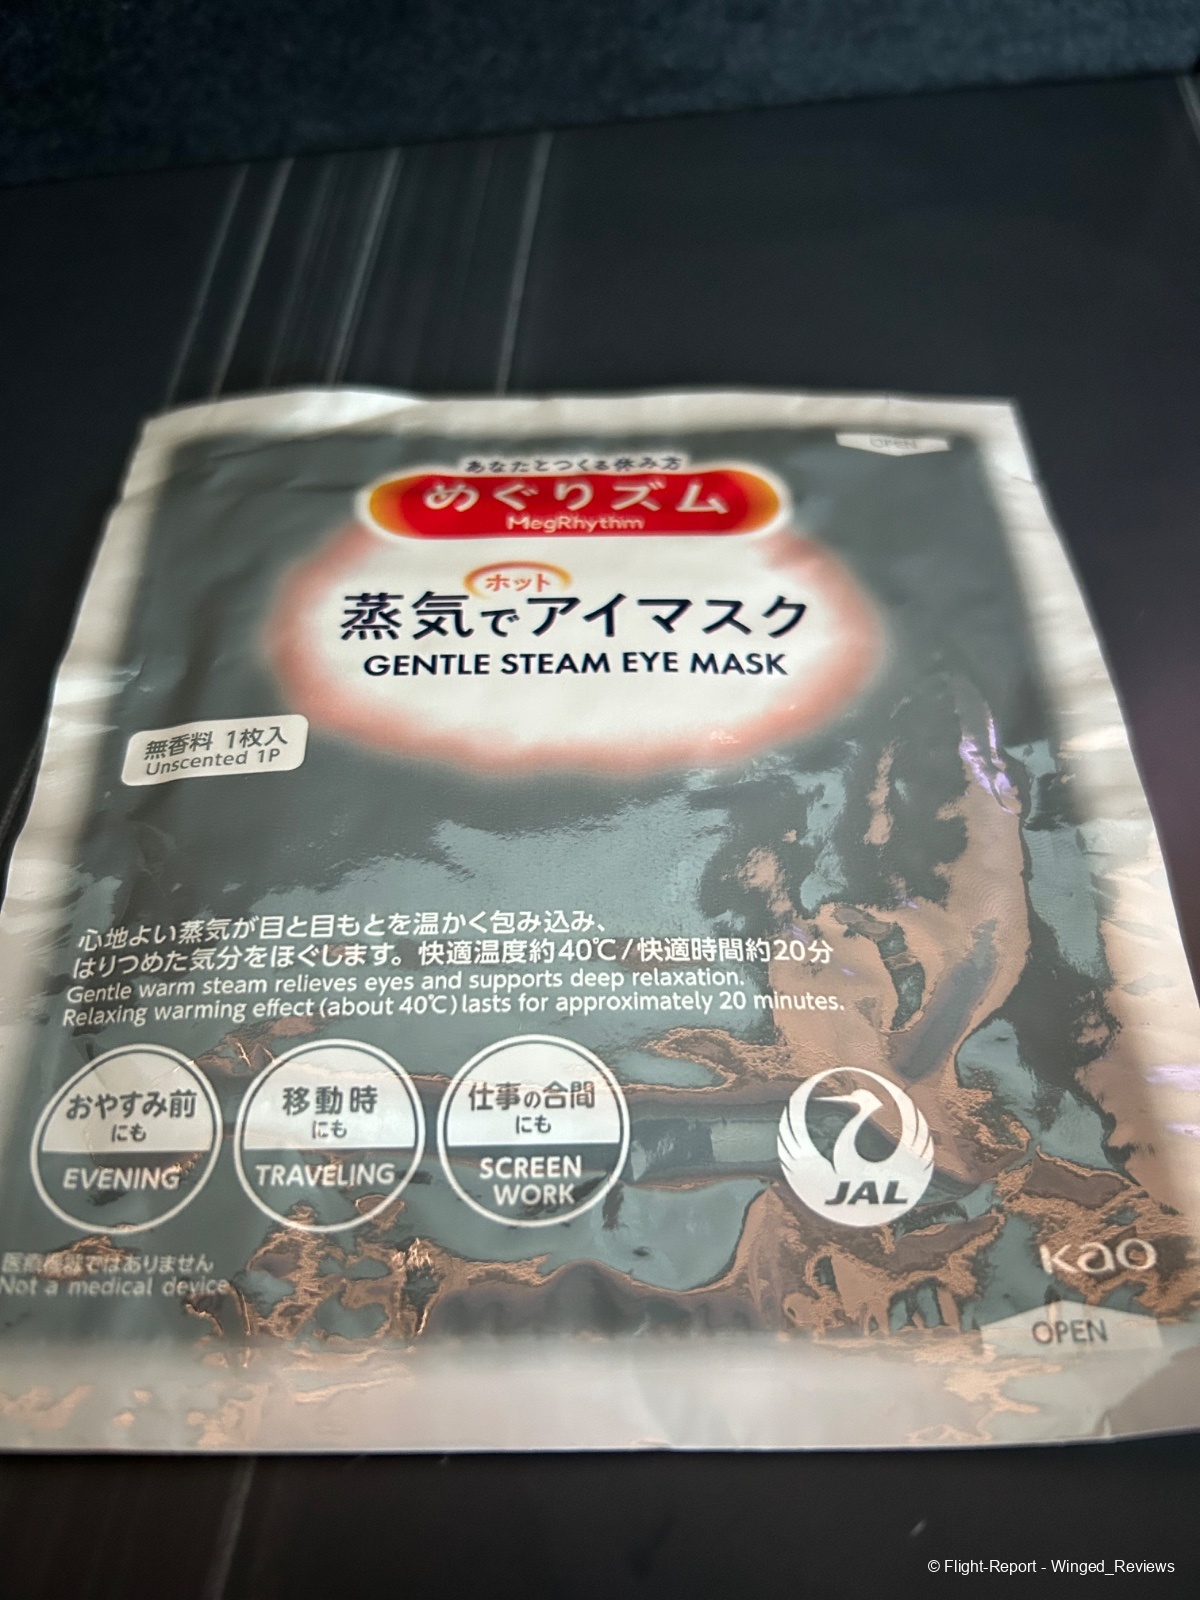 OPEN
あなたとつくる休み方
めぐりズム
MegRhythm
ホット
蒸気でアイマスク
GENTLE STEAM EYE MASK
無香料 1枚入
Unscented 1P
心地よい蒸気が目と目もとを温かく包み込み、
はりつめた気分をほぐします。快適温度約40℃/快適時間約20分
Gentle warm steam relieves eyes and supports deep relaxation.
Relaxing warming effect (about 40℃) lasts for approximately 20 minutes.
おやすみ前
にも
EVENING
移動時
にも
TRAVELING
仕事の合間
にも
SCREEN
WORK
JAL
医療機器ではありません
Not a medical device
kao
OPEN
© Flight-Report - Winged_Reviews